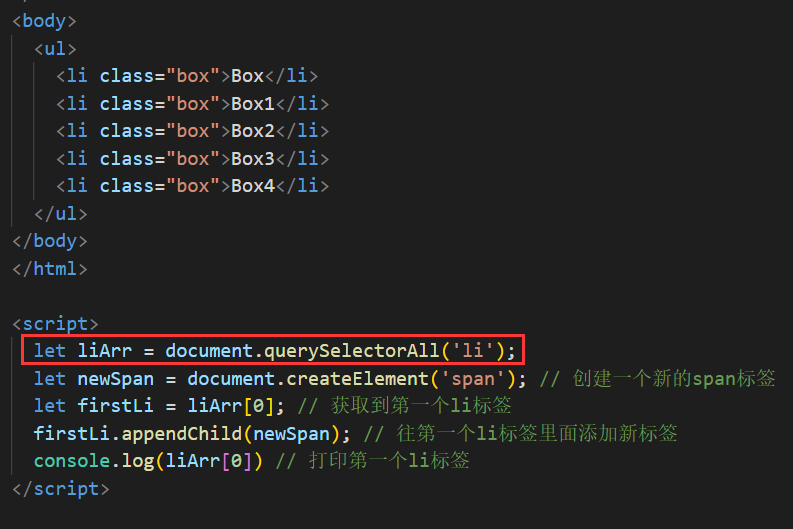 <body>
<ul>
<li class="box">Box</li>
<li class="box">Box1</li>
<li class="box">Box2</li>
<li class="box">Box3</li>
<li class="box">Box4</li>
</ul>
</body>
</html>
<script>
let liArr = document.querySelectorAll('li');
let newSpan = document.createElement('span'); // 创建一个新的span标签
let firstLi = liArr[0]; // 获取到第一个li标签
firstLi.appendChild(newSpan); // 往第一个li标签里面添加新标签
console.log(liArr[0]) // 打印第一个li标签
</script>